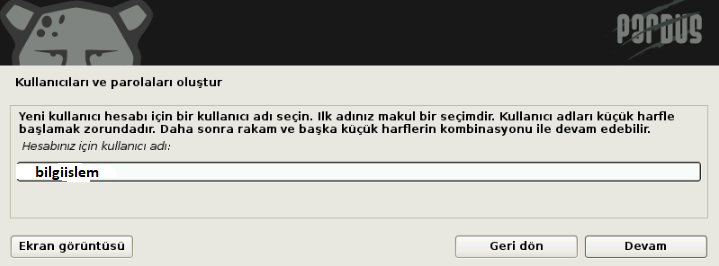 PARDUS
Kullanıcıları ve parolaları oluştur
Yeni kullanıcı hesabı için bir kullanıcı adı seçin. Ilk adınız makul bir seçimdir. Kullanıcı adları küçük harfle
başlamak zorundadır. Daha sonra rakam ve başka küçük harflerin kombinasyonu ile devam edebilir.
Hesabınız için kullanıcı adı:
bilgiislem
Ekran görüntüsü
Geri dön
Devam